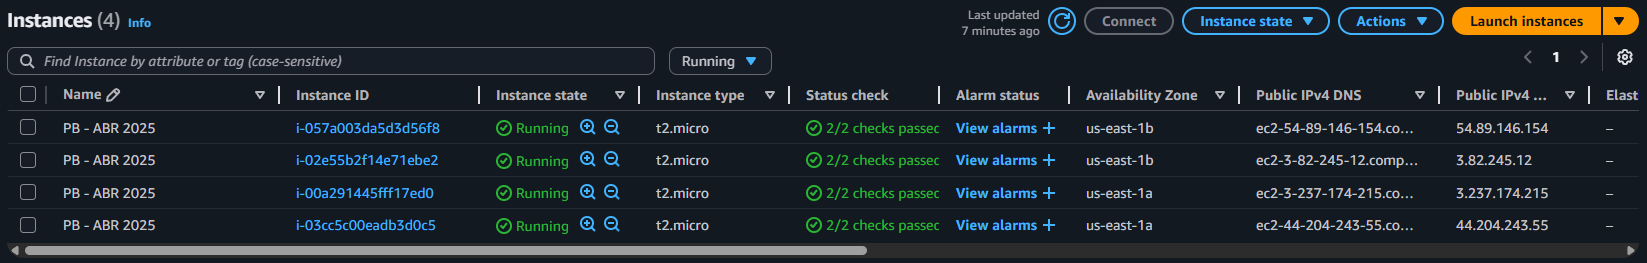 Instances (4) Info
Last updated
7 minutes ago
Connect
Instance state
Actions
Launch instances
Find Instance by attribute or tag (case-sensitive)
Running
1
Name Instance ID Instance state Instance type Status check Alarm status Availability Zone Public IPv4 DNS Public IPv4 ... Elast
PB - ABR 2025 i-057a003da5d3d56f8 Running t2.micro 2/2 checks passec View alarms + us-east-1b ec2-54-89-146-154.co... 54.89.146.154 –
PB - ABR 2025 i-02e55b2f14e71ebe2 Running t2.micro 2/2 checks passec View alarms + us-east-1b ec2-3-82-245-12.comp... 3.82.245.12 –
PB - ABR 2025 i-00a291445fff17ed0 Running t2.micro 2/2 checks passec View alarms + us-east-1a ec2-3-237-174-215.co... 3.237.174.215 –
PB - ABR 2025 i-03cc5c00eadb3d0c5 Running t2.micro 2/2 checks passec View alarms + us-east-1a ec2-44-204-243-55.co... 44.204.243.55 –